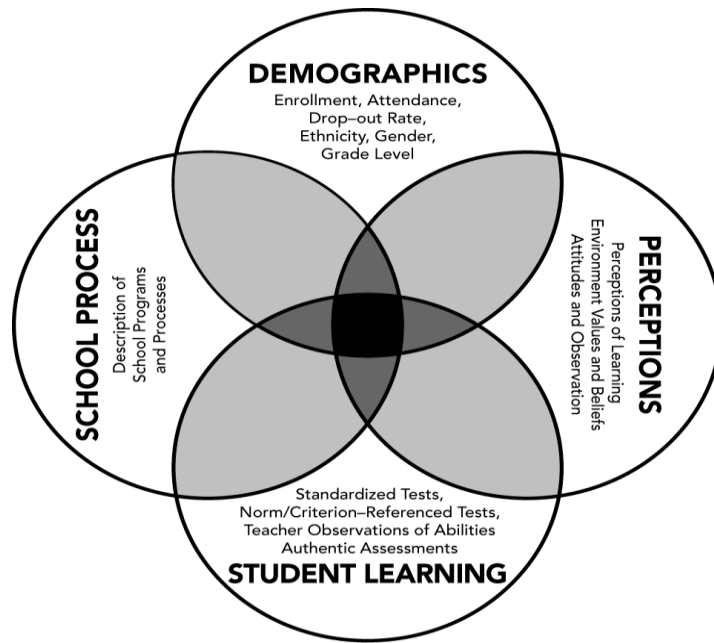 DEMOGRAPHICS
Enrollment, Attendance,
Drop–out Rate,
Ethnicity, Gender,
Grade Level
SCHOOL PROCESS
Description of
School Programs
and Processes
PERCEPTIONS
Perceptions of Learning
Environment Values and Beliefs
Attitudes and Observation
Standardized Tests,
Norm/Criterion–Referenced Tests,
Teacher Observations of Abilities
Authentic Assessments
STUDENT LEARNING